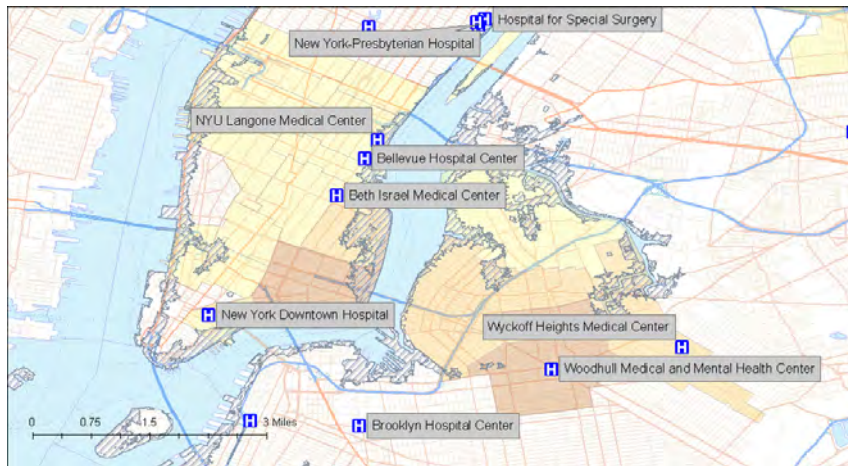 Hospital for Special Surgery
New York-Presbyterian Hospital
NYU Langone Medical Center
Bellevue Hospital Center
Beth Israel Medical Center
New York Downtown Hospital
Wyckoff Heights Medical Center
Woodhull Medical and Mental Health Center
Brooklyn Hospital Center
0 0.75 1.5 3 Miles
H
H
H
H
H
H
H
H
H
H